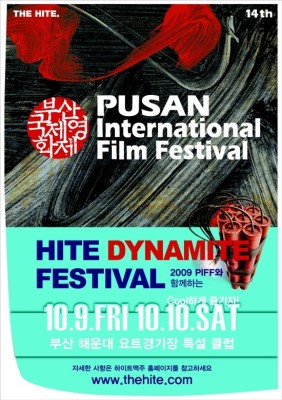 THE HITE.
14th
부산
국제영
화제
PUSAN
International
Film Festival
HITE DYNAMITE
FESTIVAL 2009 PIFF와
함께하는
Cool하게 즐기자!
10.9.FRI 10.10.SAT
부산 해운대 요트경기장 특설 클럽
자세한 사항은 하이트맥주 홈페이지를 참고하세요
www.thehite.com